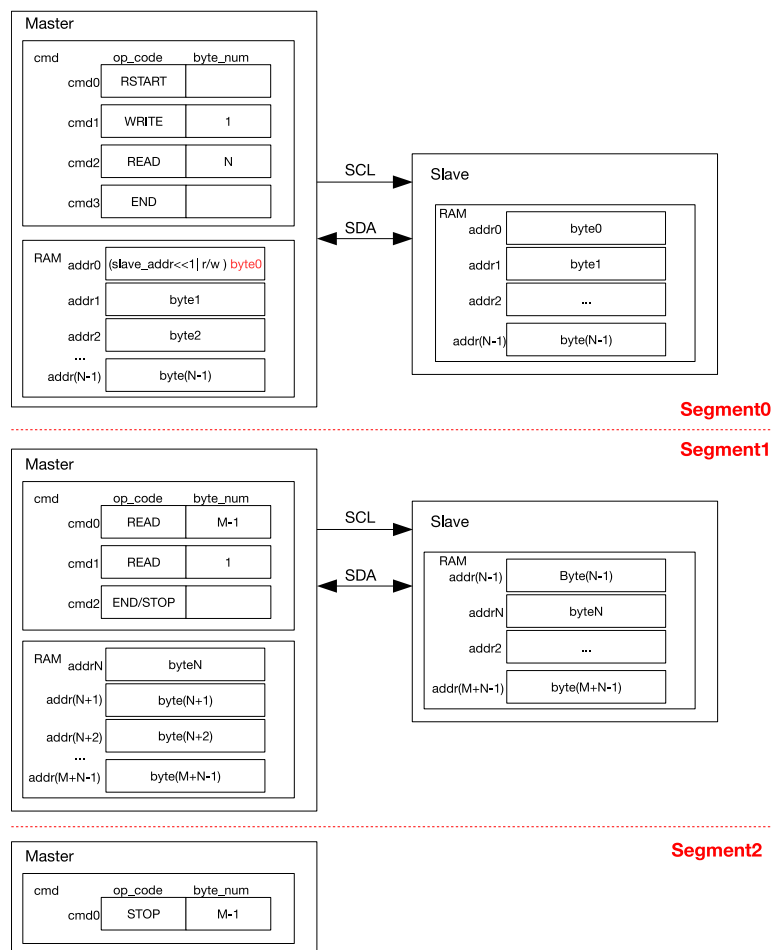 Master
cmd op_code byte_num
cmd0 RSTART
cmd1 WRITE 1
cmd2 READ N
cmd3 END
RAM addr0 (slave_addr<<1| r/w ) byte0
addr1 byte1
addr2 byte2
...
addr(N-1) byte(N-1)
SCL
SDA
Slave
RAM
addr0 byte0
addr1 byte1
addr2 ...
addr(N-1) byte(N-1)
Segment0
Segment1
Master
cmd op_code byte_num
cmd0 READ M-1
cmd1 READ 1
cmd2 END/STOP
RAM addrN byteN
addr(N+1) byte(N+1)
addr(N+2) byte(N+2)
...
addr(M+N-1) byte(M+N-1)
SCL
SDA
Slave
RAM
addr(N-1) Byte(N-1)
addrN byteN
addr2 ...
addr(M+N-1) byte(M+N-1)
Segment2
Master
cmd op_code byte_num
cmd0 STOP M-1